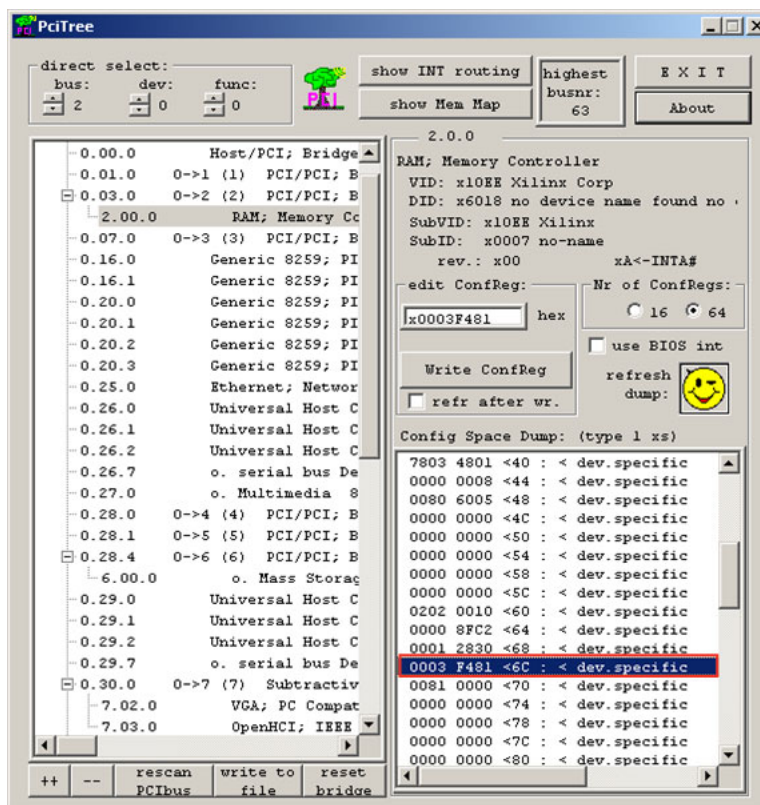 PciTree
direct select:
bus: dev: func:
2 0 0
PCI
show INT routing
show Mem Map
highest
busnr:
63
E X I T
About
0.00.0 Host/PCI; Bridge
0.01.0 0->1 (1) PCI/PCI; B
0.03.0 0->2 (2) PCI/PCI; B
2.00.0 RAM; Memory Co
0.07.0 0->3 (3) PCI/PCI; B
0.16.0 Generic 8259; PI
0.16.1 Generic 8259; PI
0.20.0 Generic 8259; PI
0.20.1 Generic 8259; PI
0.20.2 Generic 8259; PI
0.20.3 Generic 8259; PI
0.25.0 Ethernet; Networ
0.26.0 Universal Host C
0.26.1 Universal Host C
0.26.2 Universal Host C
0.26.7 o. serial bus De
0.27.0 o. Multimedia 8
0.28.0 0->4 (4) PCI/PCI; B
0.28.1 0->5 (5) PCI/PCI; B
0.28.4 0->6 (6) PCI/PCI; B
6.00.0 o. Mass Storag
0.29.0 Universal Host C
0.29.1 Universal Host C
0.29.2 Universal Host C
0.29.7 o. serial bus De
0.30.0 0->7 (7) Subtractiv
7.02.0 VGA; PC Compat
7.03.0 OpenHCI; IEEE
++ -- rescan PCIbus write to file reset bridge
2.0.0
RAM; Memory Controller
VID: x10EE Xilinx Corp
DID: x6018 no device name found no
SubVID: x10EE Xilinx
SubID: x0007 no-name
rev.: x00 xA<-INTA#
edit ConfReg:
x0003F481 hex
Nr of ConfRegs:
16 64
Write ConfReg
refr after wr.
use BIOS int
refresh
dump:
Config Space Dump: (type 1 xs)
7803 4801 <40 : < dev.specific
0000 0008 <44 : < dev.specific
0080 6005 <48 : < dev.specific
0000 0000 <4C : < dev.specific
0000 0000 <50 : < dev.specific
0000 0000 <54 : < dev.specific
0000 0000 <58 : < dev.specific
0000 0000 <5C : < dev.specific
0202 0010 <60 : < dev.specific
0000 8FC2 <64 : < dev.specific
0001 2830 <68 : < dev.specific
0003 F481 <6C : < dev.specific
0081 0000 <70 : < dev.specific
0000 0000 <74 : < dev.specific
0000 0000 <78 : < dev.specific
0000 0000 <7C : < dev.specific
0000 0000 <80 : < dev.specific